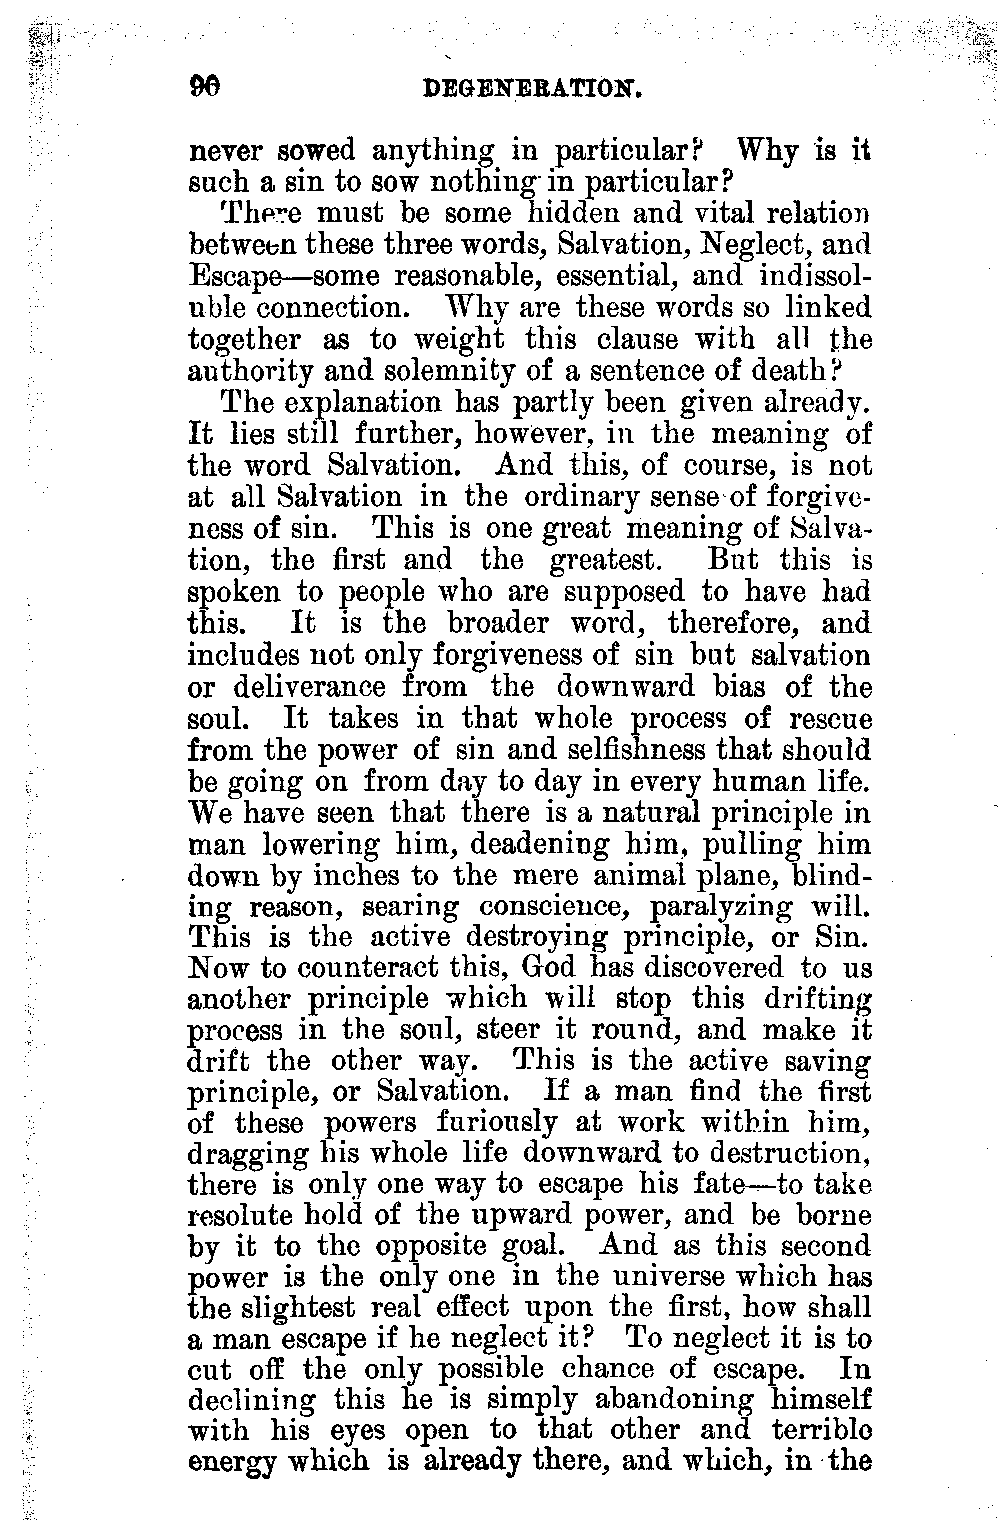 90 DEGENERATION.
never sowed anything in particular? Why is it
such a sin to sow nothing in particular?
There must be some hidden and vital relation
between these three words, Salvation, Neglect, and
Escape—some reasonable, essential, and indissol-
uble connection. Why are these words so linked
together as to weight this clause with all the
authority and solemnity of a sentence of death?
The explanation has partly been given already.
It lies still further, however, in the meaning of
the word Salvation. And this, of course, is not
at all Salvation in the ordinary sense of forgive-
ness of sin. This is one great meaning of Salva-
tion, the first and the greatest. But this is
spoken to people who are supposed to have had
this. It is the broader word, therefore, and
includes not only forgiveness of sin but salvation
or deliverance from the downward bias of the
soul. It takes in that whole process of rescue
from the power of sin and selfishness that should
be going on from day to day in every human life.
We have seen that there is a natural principle in
man lowering him, deadening him, pulling him
down by inches to the mere animal plane, blind-
ing reason, searing conscience, paralyzing will.
This is the active destroying principle, or Sin.
Now to counteract this, God has discovered to us
another principle which will stop this drifting
process in the soul, steer it round, and make it
drift the other way. This is the active saving
principle, or Salvation. If a man find the first
of these powers furiously at work within him,
dragging his whole life downward to destruction,
there is only one way to escape his fate—to take
resolute hold of the upward power, and be borne
by it to the opposite goal. And as this second
power is the only one in the universe which has
the slightest real effect upon the first, how shall
a man escape if he neglect it? To neglect it is to
cut off the only possible chance of escape. In
declining this he is simply abandoning himself
with his eyes open to that other and terrible
energy which is already there, and which, in the